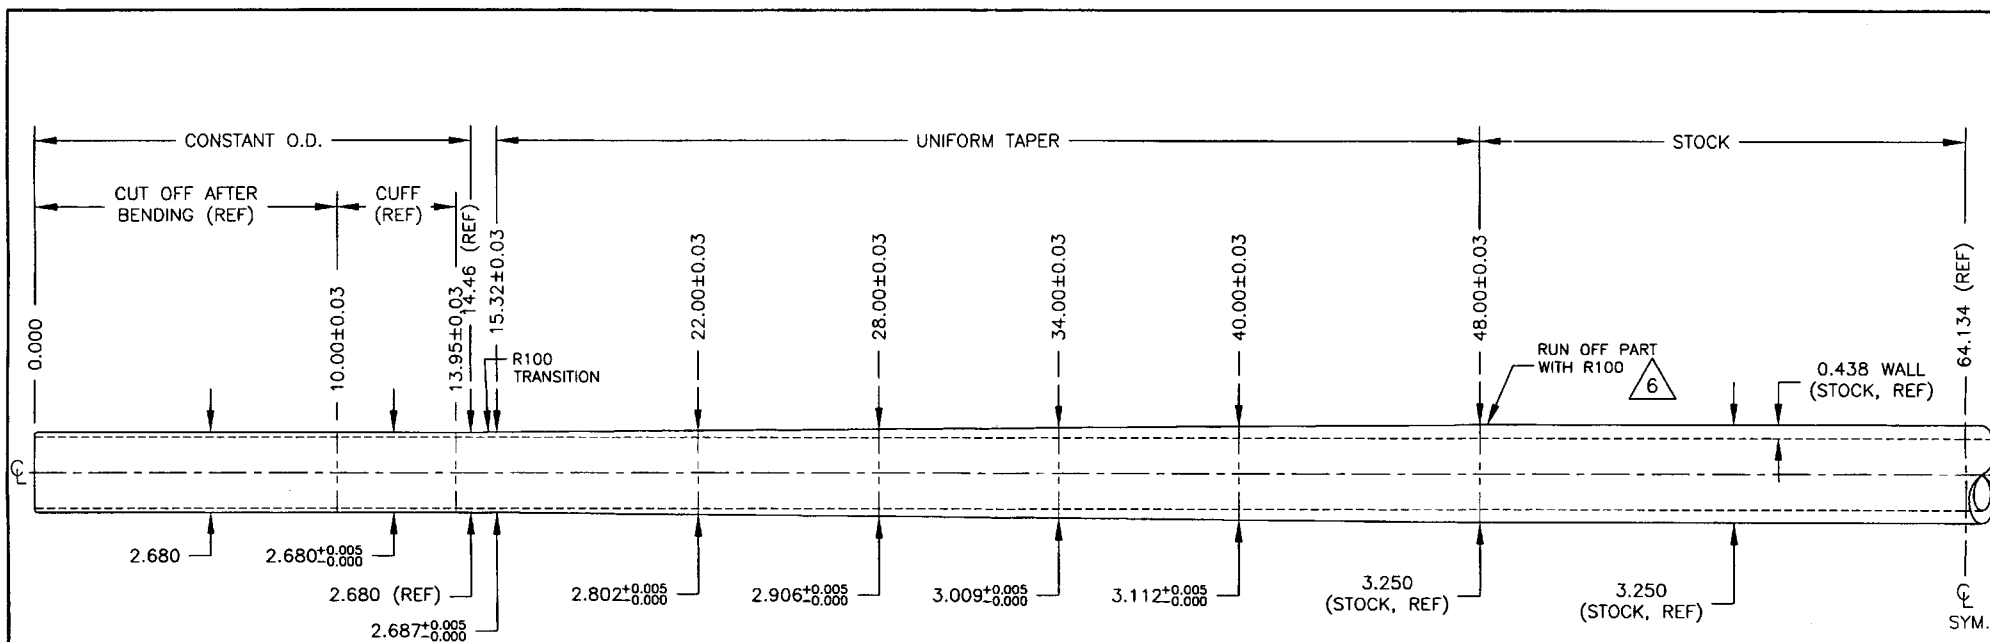 CONSTANT O.D.
UNIFORM TAPER
STOCK
CUT OFF AFTER
BENDING (REF)
CUFF
(REF)
0.000
10.00±0.03
13.95±0.03
14.46 (REF)
15.32±0.03
22.00±0.03
28.00±0.03
34.00±0.03
40.00±0.03
48.00±0.03
64.134 (REF)
R100
TRANSITION
RUN OFF PART
WITH R100
6
0.438 WALL
(STOCK, REF)
℄
2.680
2.680+0.005
-0.000
2.680 (REF)
2.687+0.005
-0.000
2.802+0.005
-0.000
2.906+0.005
-0.000
3.009+0.005
-0.000
3.112+0.005
-0.000
3.250
(STOCK, REF)
3.250
(STOCK, REF)
℄
SYM.